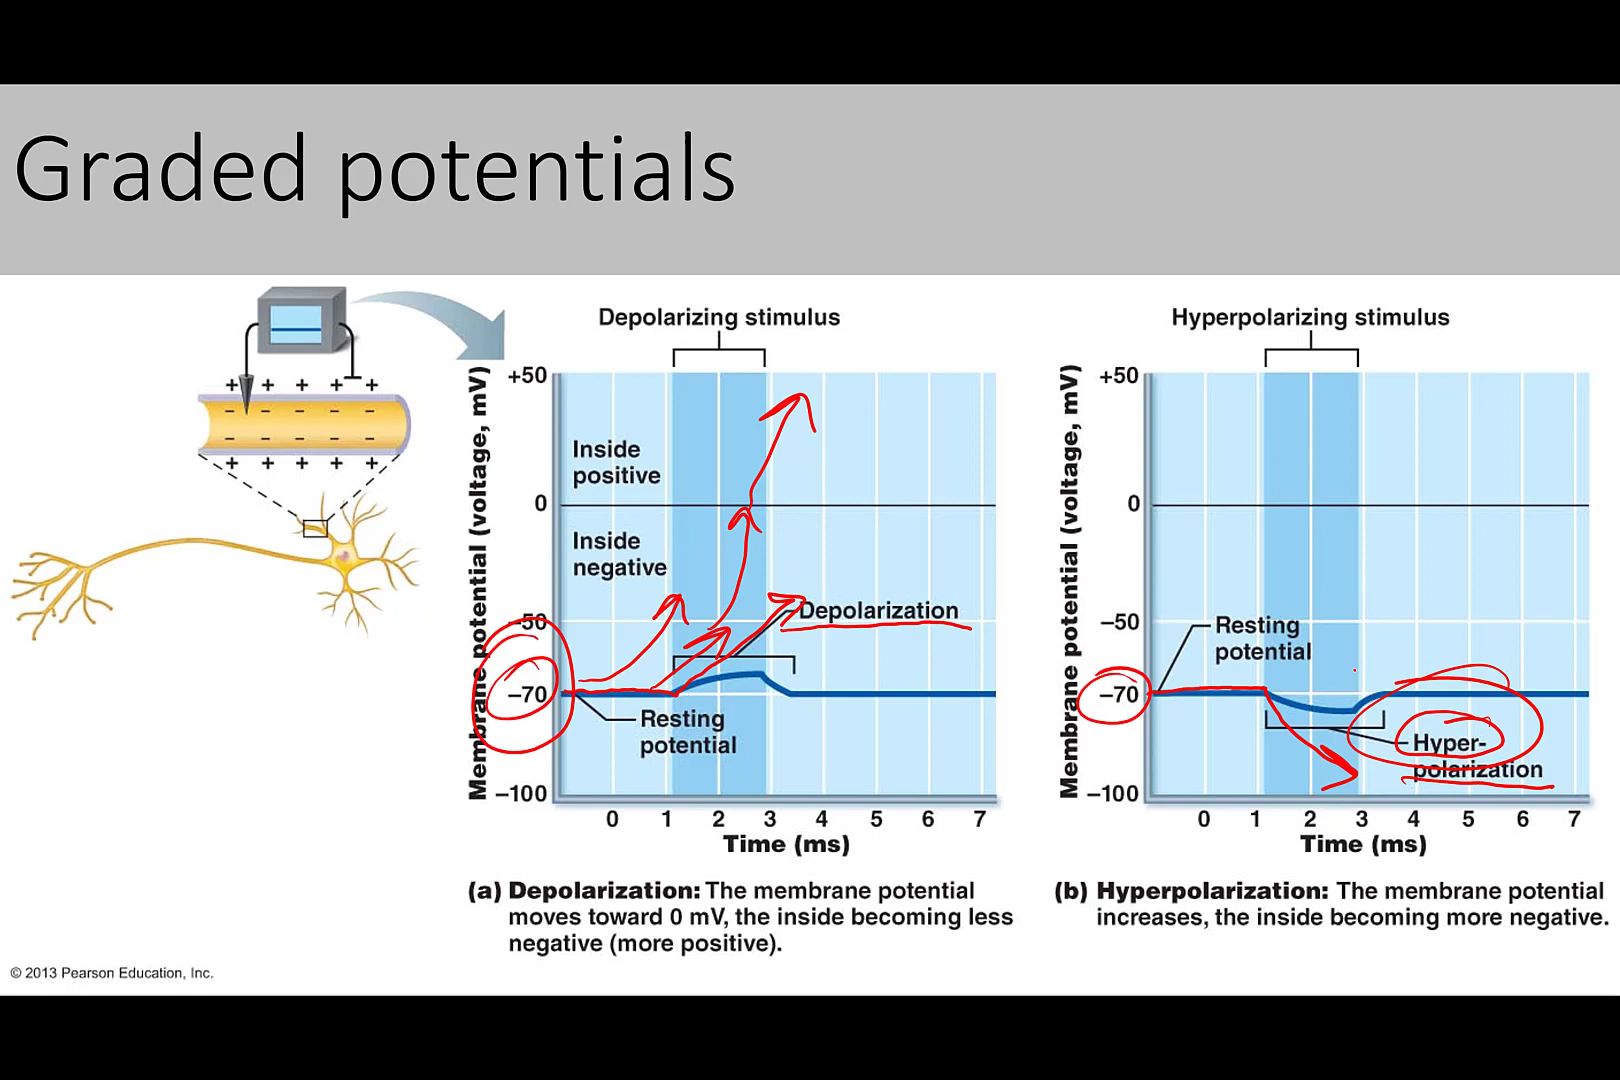 Graded potentials
Depolarizing stimulus
+50
Inside
positive
0
Inside
negative
Depolarization
–50
–70
Resting
potential
–100
0 1 2 3 4 5 6 7
Time (ms)
Membrane potential (voltage, mV)
(a) Depolarization: The membrane potential
moves toward 0 mV, the inside becoming less
negative (more positive).
Hyperpolarizing stimulus
+50
0
–50
Resting
potential
–70
Hyper-
polarization
–100
0 1 2 3 4 5 6 7
Time (ms)
Membrane potential (voltage, mV)
(b) Hyperpolarization: The membrane potential
increases, the inside becoming more negative.
© 2013 Pearson Education, Inc.